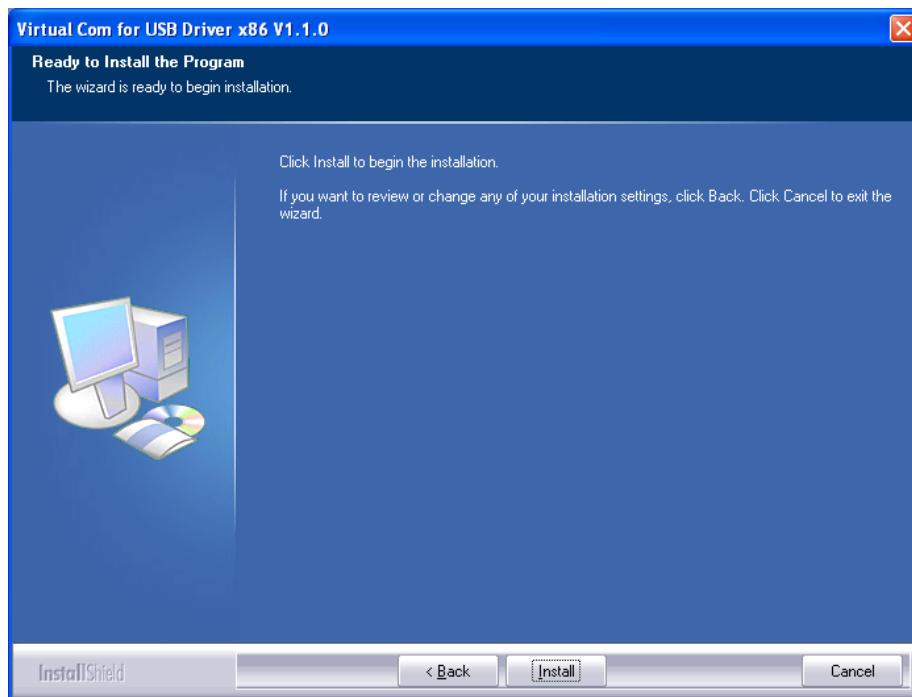 Virtual Com for USB Driver x86 V1.1.0
Ready to Install the Program
The wizard is ready to begin installation.
Click Install to begin the installation.
If you want to review or change any of your installation settings, click Back. Click Cancel to exit the
wizard.
InstallShield
< Back
Install
Cancel